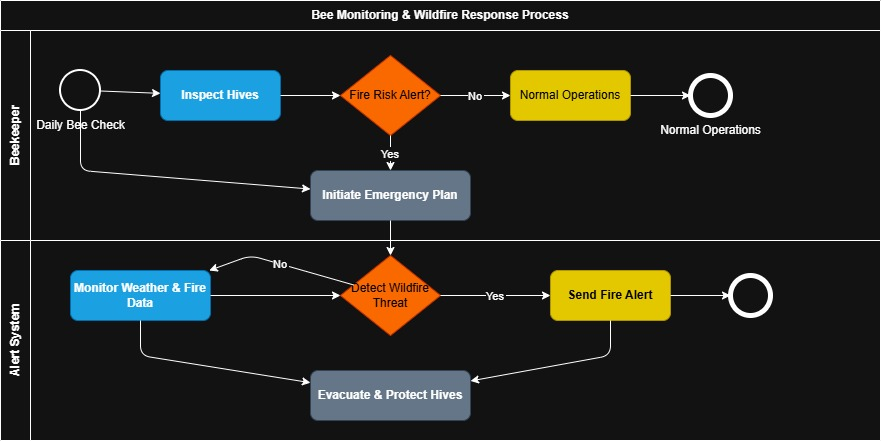 Bee Monitoring & Wildfire Response Process
Beekeeper
Daily Bee Check
Inspect Hives
Fire Risk Alert?
No
Normal Operations
Normal Operations
Yes
Initiate Emergency Plan
Alert System
Monitor Weather & Fire
Data
No
Detect Wildfire
Threat
Yes
Send Fire Alert
Evacuate & Protect Hives